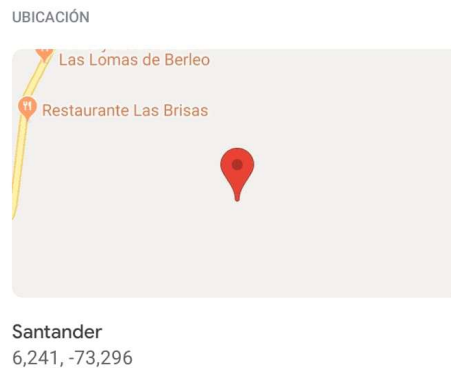 UBICACIÓN
Las Lomas de Berleo
Restaurante Las Brisas
Santander
6,241, -73,296